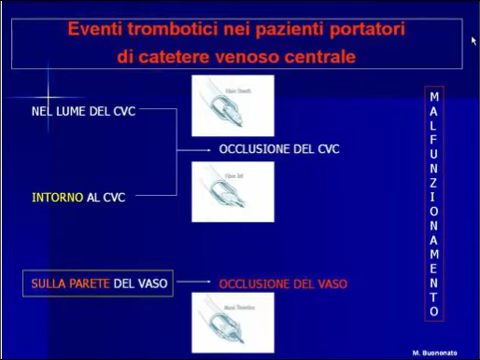 Eventi trombotici nei pazienti portatori
di catetere venoso centrale
NEL LUME DEL CVC
OCCLUSIONE DEL CVC
INTORNO AL CVC
SULLA PARETE DEL VASO
OCCLUSIONE DEL VASO
MALFUNZIONAMENTO
M. Buononato